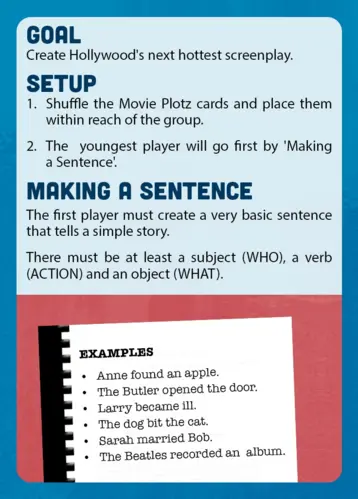 GOAL
Create Hollywood's next hottest screenplay.
SETUP
1. Shuffle the Movie Plotz cards and place them
within reach of the group.
2. The youngest player will go first by 'Making
a Sentence'.
MAKING A SENTENCE
The first player must create a very basic sentence
that tells a simple story.
There must be at least a subject (WHO), a verb
(ACTION) and an object (WHAT).
EXAMPLES
• Anne found an apple.
• The Butler opened the door.
• Larry became ill.
• The dog bit the cat.
• Sarah married Bob.
• The Beatles recorded an album.